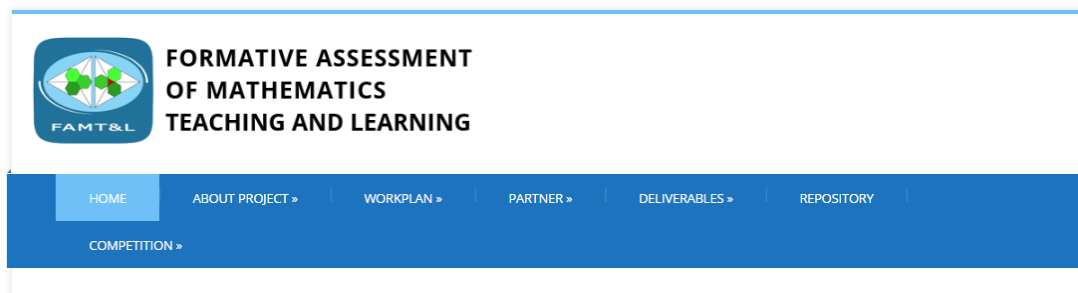 FORMATIVE ASSESSMENT
OF MATHEMATICS
TEACHING AND LEARNING
FAMT&L
HOME
ABOUT PROJECT »
WORKPLAN »
PARTNER »
DELIVERABLES »
REPOSITORY
COMPETITION »